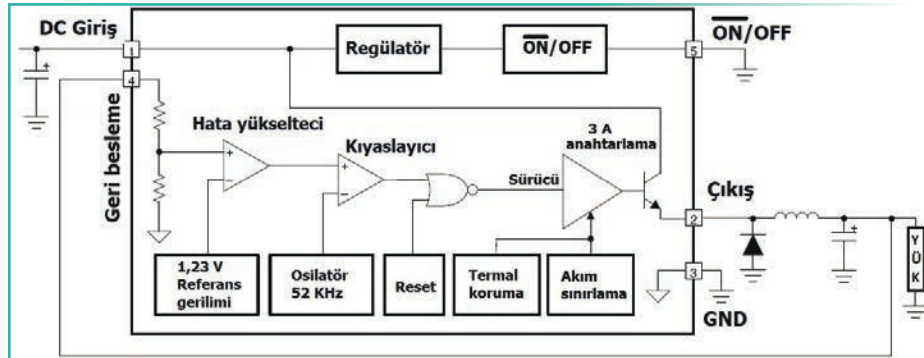 DC Giriş
1
4
Regülatör
ON/OFF
5
ON/OFF
Geri besleme
Hata yükselteci
+
−
Kıyaslayıcı
+
−
Sürücü
3 A
anahtarlama
Çıkış
2
+
+
YÜK
1,23 V
Referans
gerilimi
Osilatör
52 KHz
Reset
Termal
koruma
Akım
sınırlama
3
GND